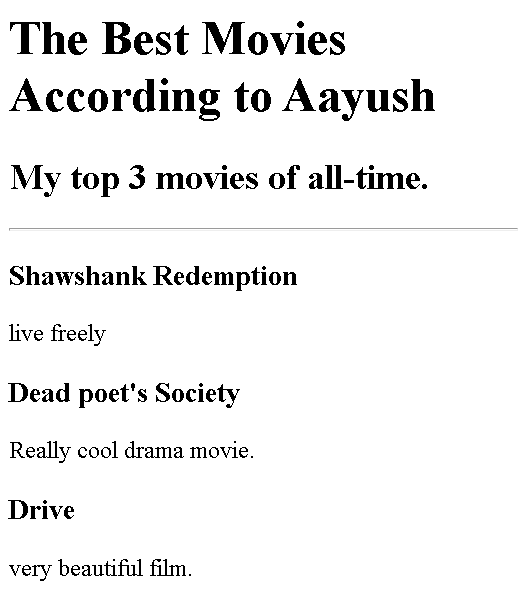 The Best Movies
According to Aayush
My top 3 movies of all-time.
Shawshank Redemption
live freely
Dead poet's Society
Really cool drama movie.
Drive
very beautiful film.